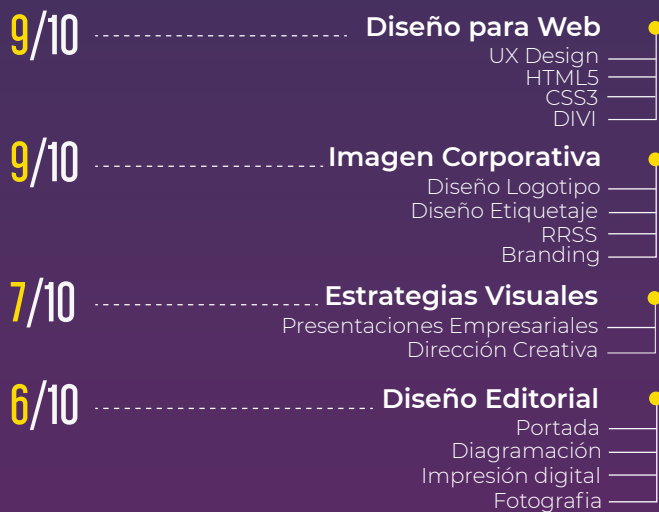 9/10 Diseño para Web
UX Design
HTML5
CSS3
DIVI
9/10 Imagen Corporativa
Diseño Logotipo
Diseño Etiquetaje
RRSS
Branding
7/10 Estrategias Visuales
Presentaciones Empresariales
Dirección Creativa
6/10 Diseño Editorial
Portada
Diagramación
Impresión digital
Fotografia